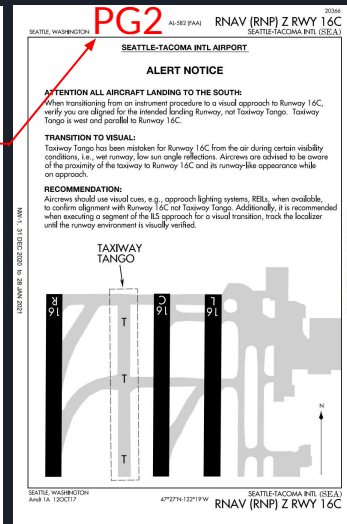 20366
PG2
AL-582 (FAA)
RNAV (RNP) Z RWY 16C
SEATTLE, WASHINGTON
SEATTLE-TACOMA INTL (SEA)
SEATTLE-TACOMA INTL AIRPORT
ALERT NOTICE
ATTENTION ALL AIRCRAFT LANDING TO THE SOUTH:
When transitioning from an instrument procedure to a visual approach to Runway 16C,
verify you are aligned for the intended landing Runway, not Taxiway Tango. Taxiway
Tango is west and parallel to Runway 16C.
TRANSITION TO VISUAL:
Taxiway Tango has been mistaken for Runway 16C from the air during certain visibility
conditions, i.e., wet runway, low sun angle reflections. Aircrews are advised to be aware
of the proximity of the taxiway to Runway 16C and its runway-like appearance while
on approach.
RECOMMENDATION:
Aircrews should use visual cues, e.g., approach lighting systems, REILs, when available,
to confirm alignment with Runway 16C not Taxiway Tango. Additionally, it is recommended
when executing a segment of the ILS approach for a visual transition, track the localizer
until the runway environment is visually verified.
NW-1, 31 DEC 2020 to 28 JAN 2021
TAXIWAY
TANGO
16
R
T
16
C
16
L
T
N
T
SEATTLE, WASHINGTON
Amdt 1A 12OCT17
47°27'N-122°19'W
SEATTLE-TACOMA INTL (SEA)
RNAV (RNP) Z RWY 16C